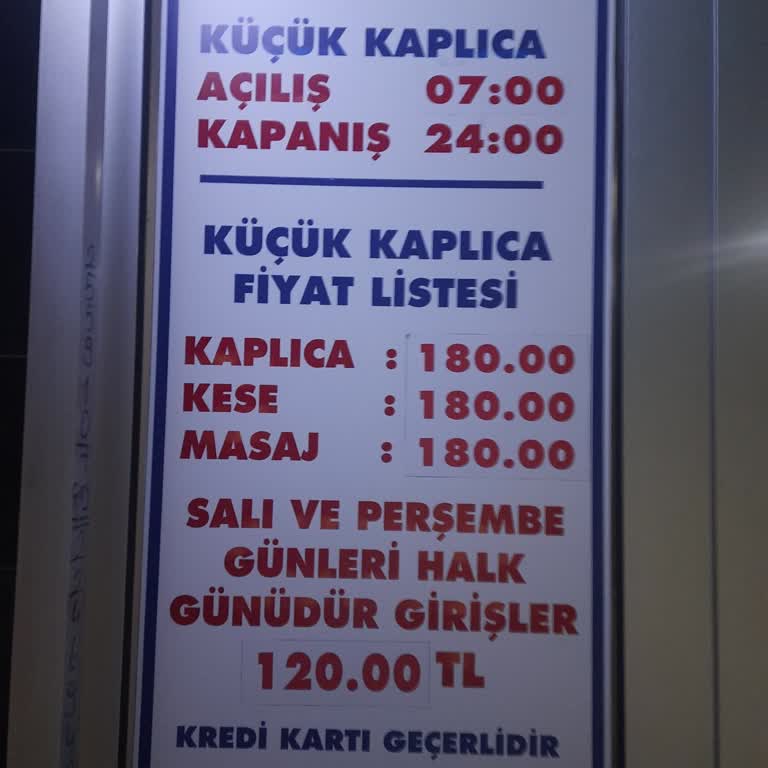 KÜÇÜK KAPLICA
AÇILIŞ 07:00
KAPANIŞ 24:00
KÜÇÜK KAPLICA
FİYAT LİSTESİ
KAPLICA : 180.00
KESE : 180.00
MASAJ : 180.00
SALI VE PERŞEMBE
GÜNLERİ HALK
GÜNÜDÜR GİRİŞLER
120.00 TL
KREDİ KARTI GEÇERLİDİR